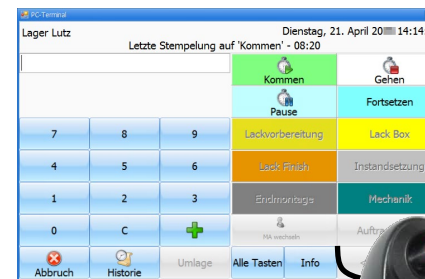 PC-Terminal
Lager Lutz
Dienstag, 21. April 20 14:14:
Letzte Stempelung auf 'Kommen' - 08:20
Kommen
Gehen
Pause
Fortsetzen
7 8 9 Lackvorbereitung Lack Box
4 5 6 Lack Finish Instandsetzung
1 2 3 Endmontage Mechanik
0 C MA wechseln Auftra
Abbruch Historie Umlage Alle Tasten Info